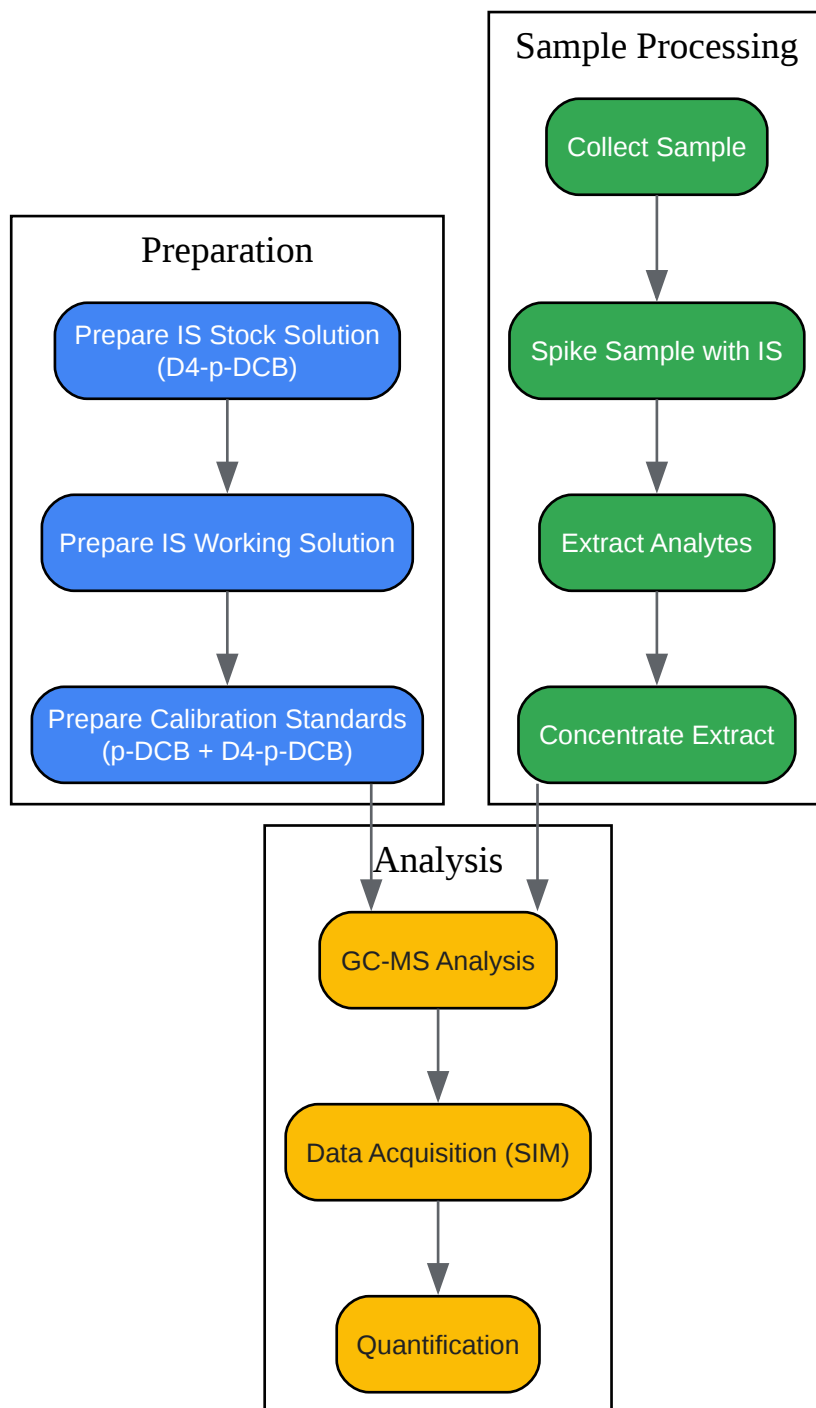 Sample Processing
Collect Sample
Spike Sample with IS
Extract Analytes
Concentrate Extract
Preparation
Prepare IS Stock Solution
(D4-p-DCB)
Prepare IS Working Solution
Prepare Calibration Standards
(p-DCB + D4-p-DCB)
Analysis
GC-MS Analysis
Data Acquisition (SIM)
Quantification